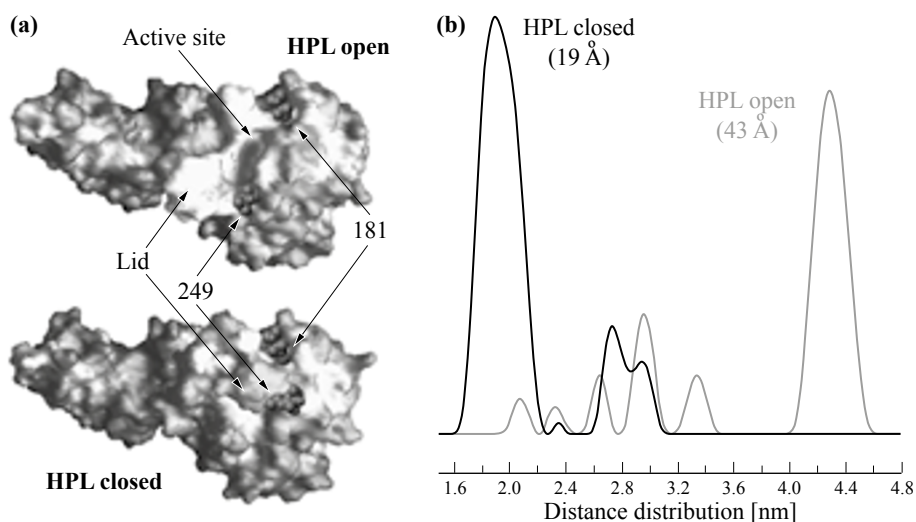 (a)
Active site
HPL open
181
Lid
249
HPL closed
(b)
HPL closed
(19 Å)
HPL open
(43 Å)
1.6 2.0 2.4 2.8 3.2 3.6 4.0 4.4 4.8
Distance distribution [nm]